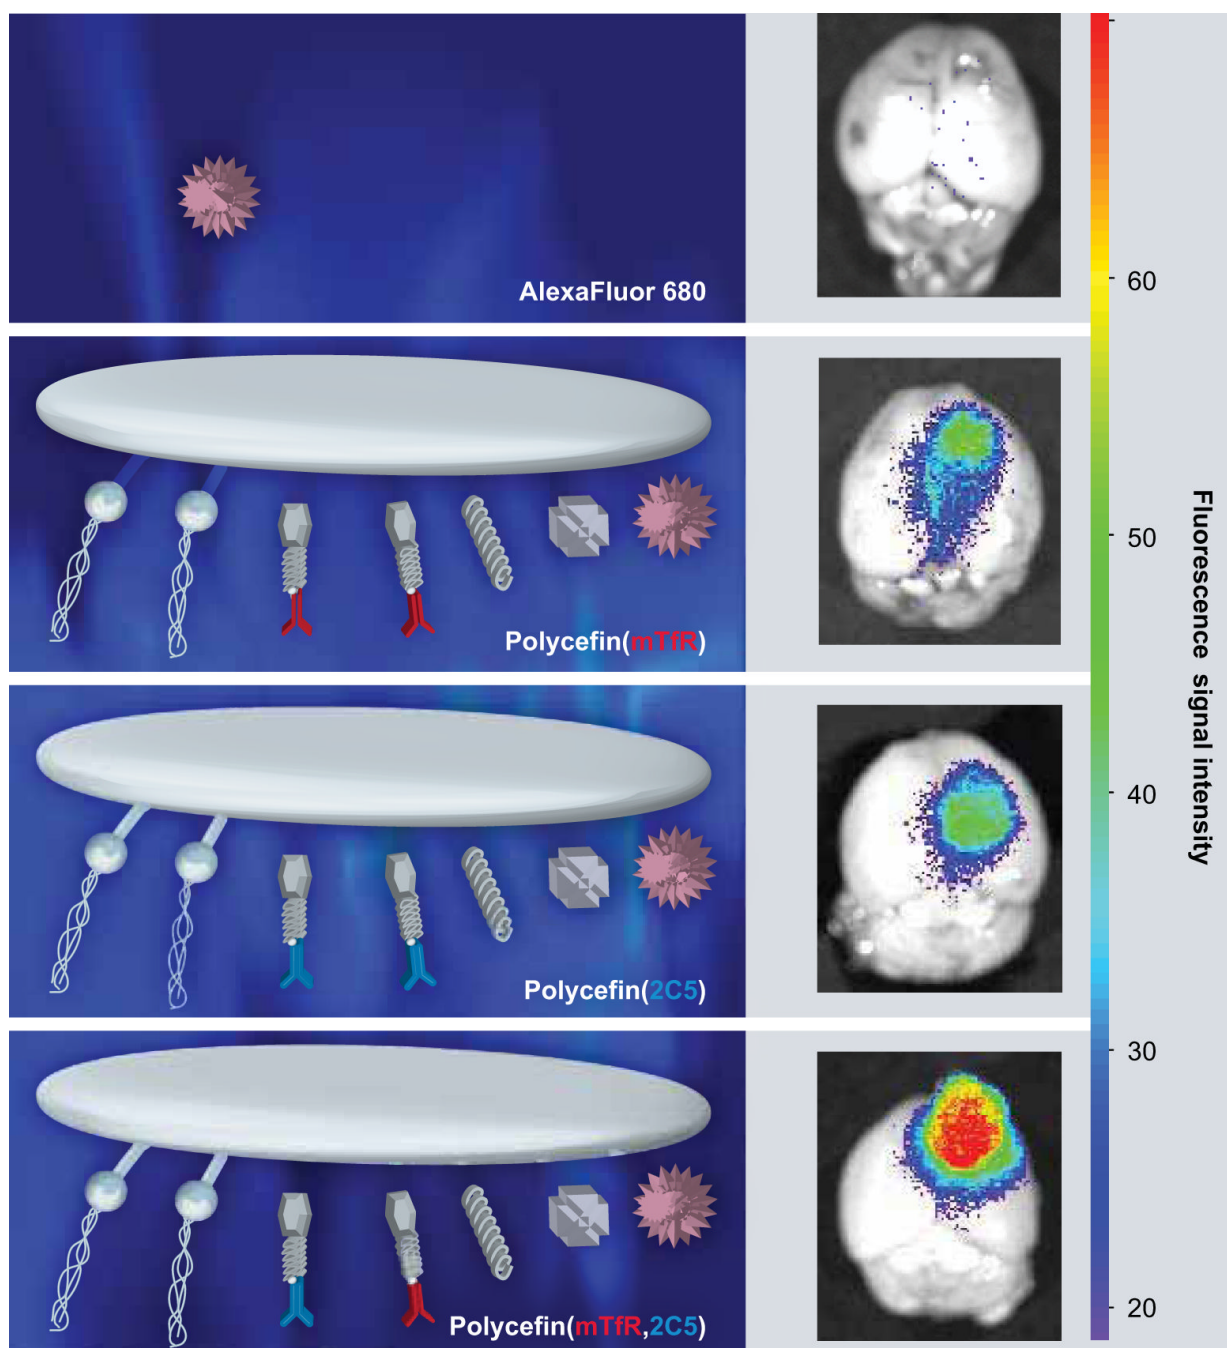 AlexaFluor 680
Polycefin(mTfR)
Polycefin(2C5)
Polycefin(mTfR,2C5)
60
50
40
30
20
Fluorescence signal intensity